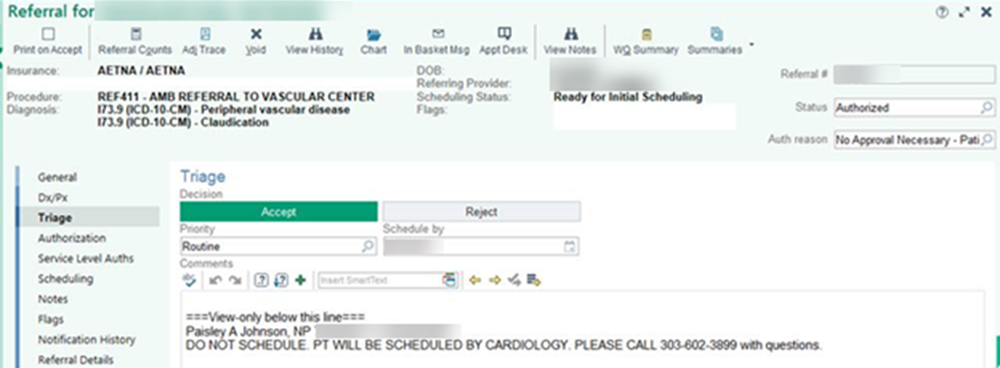 Referral for
Print on Accept Referral Counts Adj Trace Void View History Chart In Basket Msg Appt Desk View Notes WQ Summary Summaries
Insurance: AETNA / AETNA DOB:
Referring Provider:
Referral #
Procedure: REF411 - AMB REFERRAL TO VASCULAR CENTER Scheduling Status: Ready for Initial Scheduling
Diagnosis: I73.9 (ICD-10-CM) - Peripheral vascular disease Flags:
Status Authorized
I73.9 (ICD-10-CM) - Claudication
Auth reason No Approval Necessary - Pati
General
Dx/Px
Triage
Authorization
Service Level Auths
Scheduling
Notes
Flags
Notification History
Referral Details
Triage
Decision
Accept Reject
Priority Schedule by
Routine
Comments
Insert SmartText
===View-only below this line===
Paisley A Johnson, NP
DO NOT SCHEDULE. PT WILL BE SCHEDULED BY CARDIOLOGY. PLEASE CALL 303-602-3899 with questions.